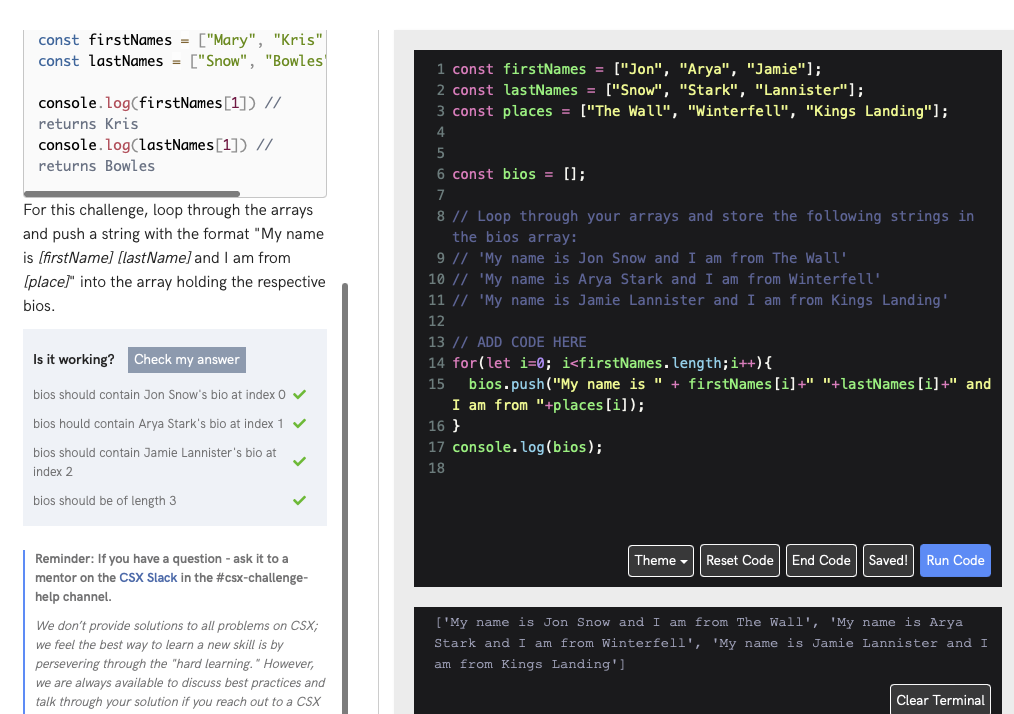 const firstNames = ["Mary", "Kris"
const lastNames = ["Snow", "Bowles"
console.log(firstNames[1]) //
returns Kris
console.log(lastNames[1]) //
returns Bowles
For this challenge, loop through the arrays
and push a string with the format "My name
is [firstName] [lastName] and I am from
[place]" into the array holding the respective
bios.
Is it working? Check my answer
bios should contain Jon Snow's bio at index 0
bios hould contain Arya Stark's bio at index 1
bios should contain Jamie Lannister's bio at
index 2
bios should be of length 3
Reminder: If you have a question - ask it to a
mentor on the CSX Slack in the #csx-challenge-
help channel.
We don't provide solutions to all problems on CSX;
we feel the best way to learn a new skill is by
persevering through the "hard learning." However,
we are always available to discuss best practices and
talk through your solution if you reach out to a CSX
1 const firstNames = ["Jon", "Arya", "Jamie"];
2 const lastNames = ["Snow", "Stark", "Lannister"];
3 const places = ["The Wall", "Winterfell", "Kings Landing"];
4
5
6 const bios = [];
7
8 // Loop through your arrays and store the following strings in
the bios array:
9 // 'My name is Jon Snow and I am from The Wall'
10 // 'My name is Arya Stark and I am from Winterfell'
11 // 'My name is Jamie Lannister and I am from Kings Landing'
12
13 // ADD CODE HERE
14 for(let i=0; i<firstNames.length;i++){
15 bios.push("My name is " + firstNames[i]+" "+lastNames[i]+" and
I am from "+places[i]);
16 }
17 console.log(bios);
18
Theme Reset Code End Code Saved! Run Code
['My name is Jon Snow and I am from The Wall', 'My name is Arya
Stark and I am from Winterfell', 'My name is Jamie Lannister and I
am from Kings Landing']
Clear Terminal